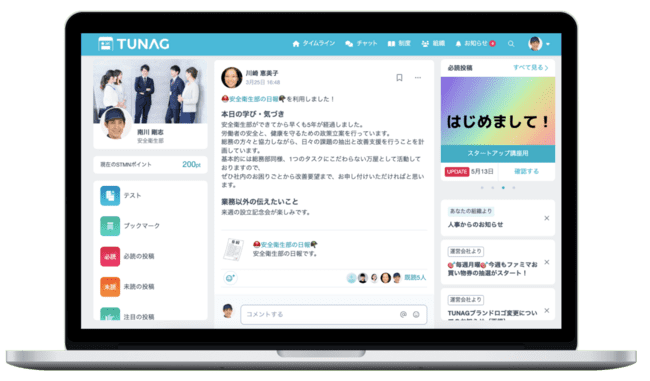 TUNAG
タイムライン
チャット
制度
組織
お知らせ
南川 剛志
安全衛生部
現在のSTMNポイント
200pt
テスト
ブックマーク
必読
必読の投稿
未読
未読の投稿
注目の投稿
川崎 恵美子
16:48
安全衛生部の日報を利用しました！
本日の学び・気づき
安全衛生部ができてから早も5年が経過しました。
労働者の安全と、健康を守るための政策立案を行っています。
総務の方々と協力しながら、日々の課題の抽出と改善支援を行うことを計
画しています。
基本的には総務部同様、1つのタスクにこだわらない万屋として活動して
おりますので、
ぜひ社内のお困りごとから改善要望まで、お申し付けいただければと思い
ます。
業務以外の伝えたいこと
来週の設立記念会が楽しみです。
安全衛生部の日報
安全衛生部の日報です。
既読5人
コメントする
必読投稿
すべて見る
はじめまして！
スタートアップ講座用
UPDATE
5月13日
確認する
あなたの組織より
人事からのお知らせ
運営会社より
毎週月曜今週もファミマお
買い物券の抽選がスタート！
運営会社より
TUNAGブランドロゴ変更につい